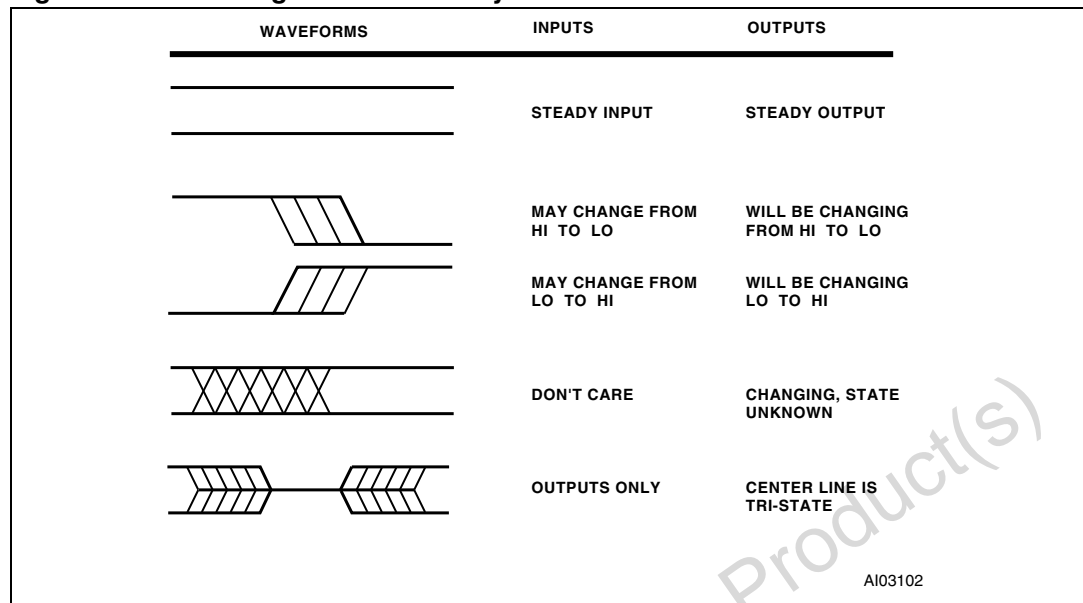 WAVEFORMS INPUTS OUTPUTS
STEADY INPUT STEADY OUTPUT
MAY CHANGE FROM WILL BE CHANGING
HI TO LO FROM HI TO LO
MAY CHANGE FROM WILL BE CHANGING
LO TO HI LO TO HI
DON'T CARE CHANGING, STATE
UNKNOWN
OUTPUTS ONLY CENTER LINE IS
TRI-STATE
Product(s)
AI03102